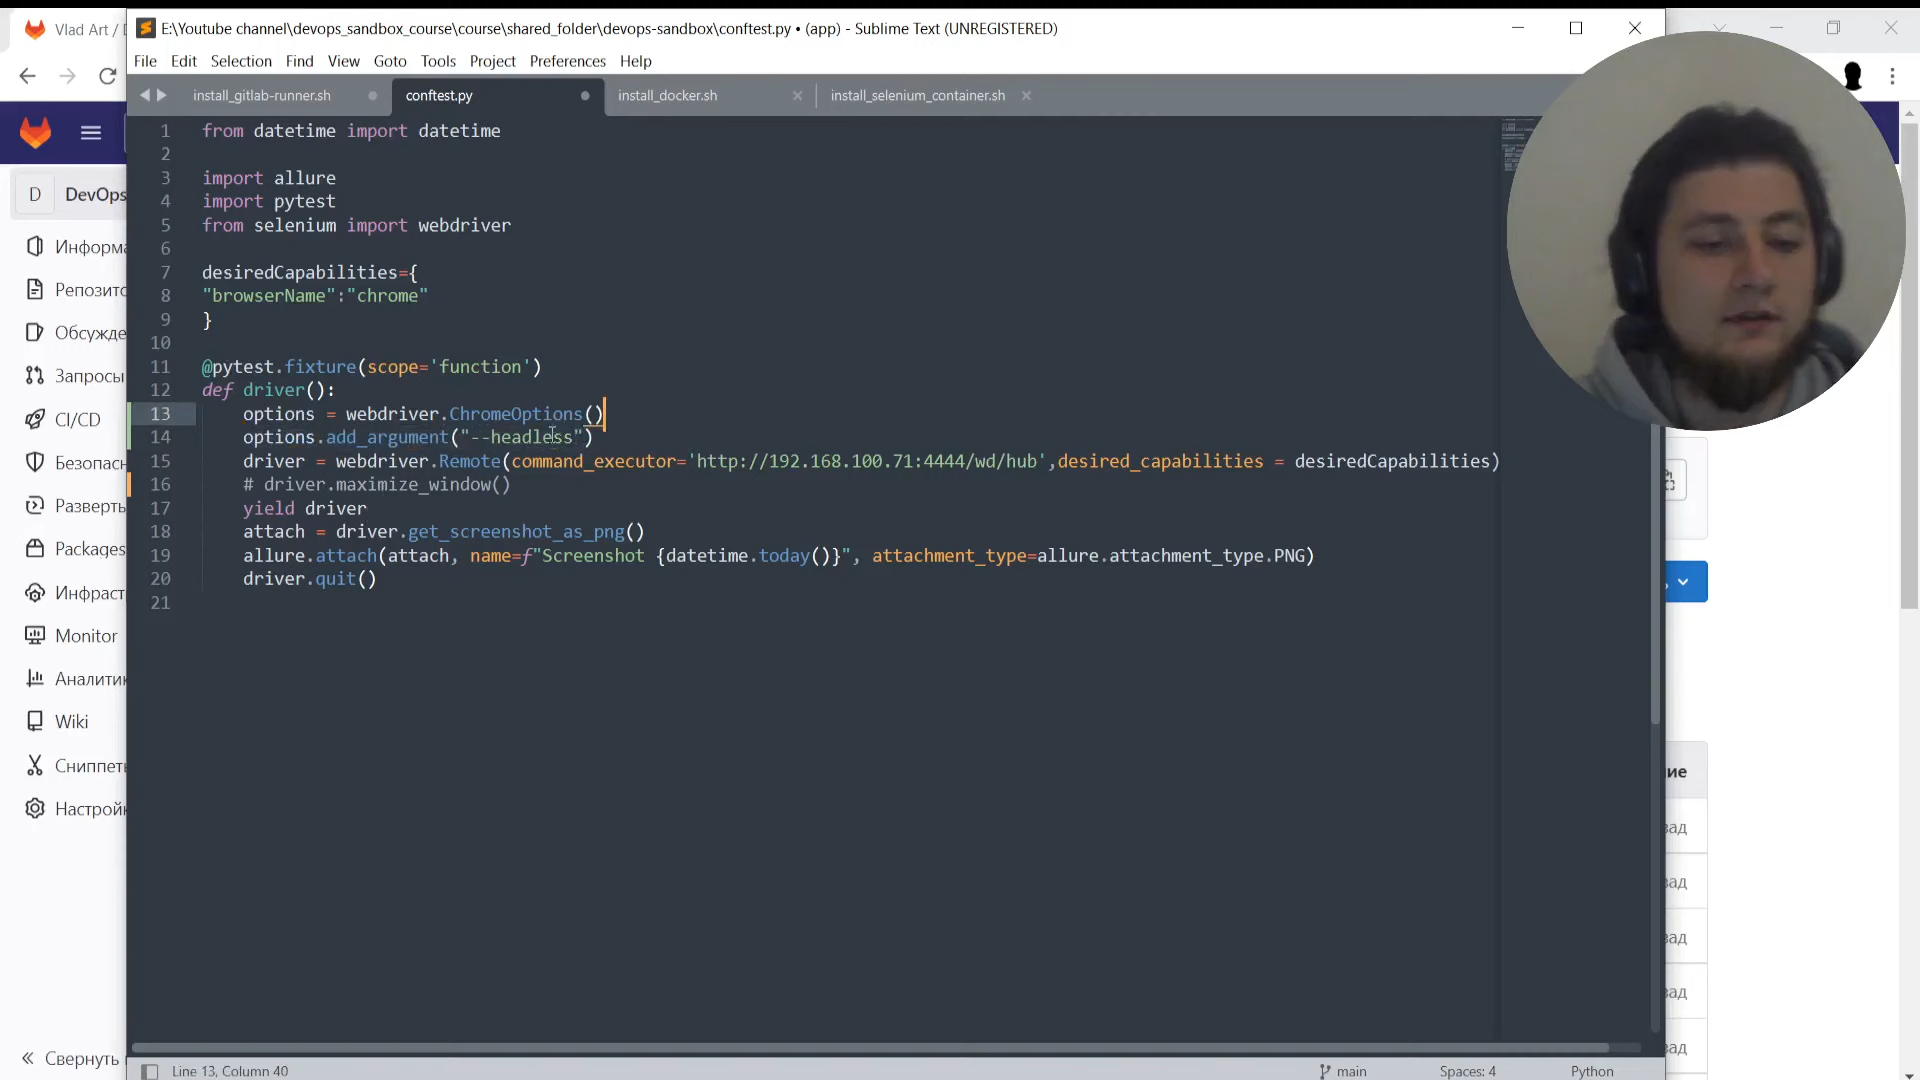 Vlad Art / D
E:\Youtube channel\devops_sandbox_course\course\shared_folder\devops-sandbox\conftest.py • (app) - Sublime Text (UNREGISTERED)
File Edit Selection Find View Goto Tools Project Preferences Help
install_gitlab-runner.sh conftest.py install_docker.sh install_selenium_container.sh
1 from datetime import datetime
2
3 import allure
4 import pytest
5 from selenium import webdriver
6
7 desiredCapabilities={
8 "browserName":"chrome"
9 }
10
11 @pytest.fixture(scope='function')
12 def driver():
13 options = webdriver.ChromeOptions()
14 options.add_argument("--headless")
15 driver = webdriver.Remote(command_executor='http://192.168.100.71:4444/wd/hub',desired_capabilities = desiredCapabilities)
16 # driver.maximize_window()
17 yield driver
18 attach = driver.get_screenshot_as_png()
19 allure.attach(attach, name=f"Screenshot {datetime.today()}", attachment_type=allure.attachment_type.PNG)
20 driver.quit()
21
D DevOps
Информа
Репозито
Обсужде
Запросы
CI/CD
Безопасн
Разверты
Packages
Инфраст
Monitor
Аналитик
Wiki
Сниппеть
Настройк
Свернуть
ие
зад
зад
зад
зад
зад
Line 13, Column 40 main Spaces: 4 Python